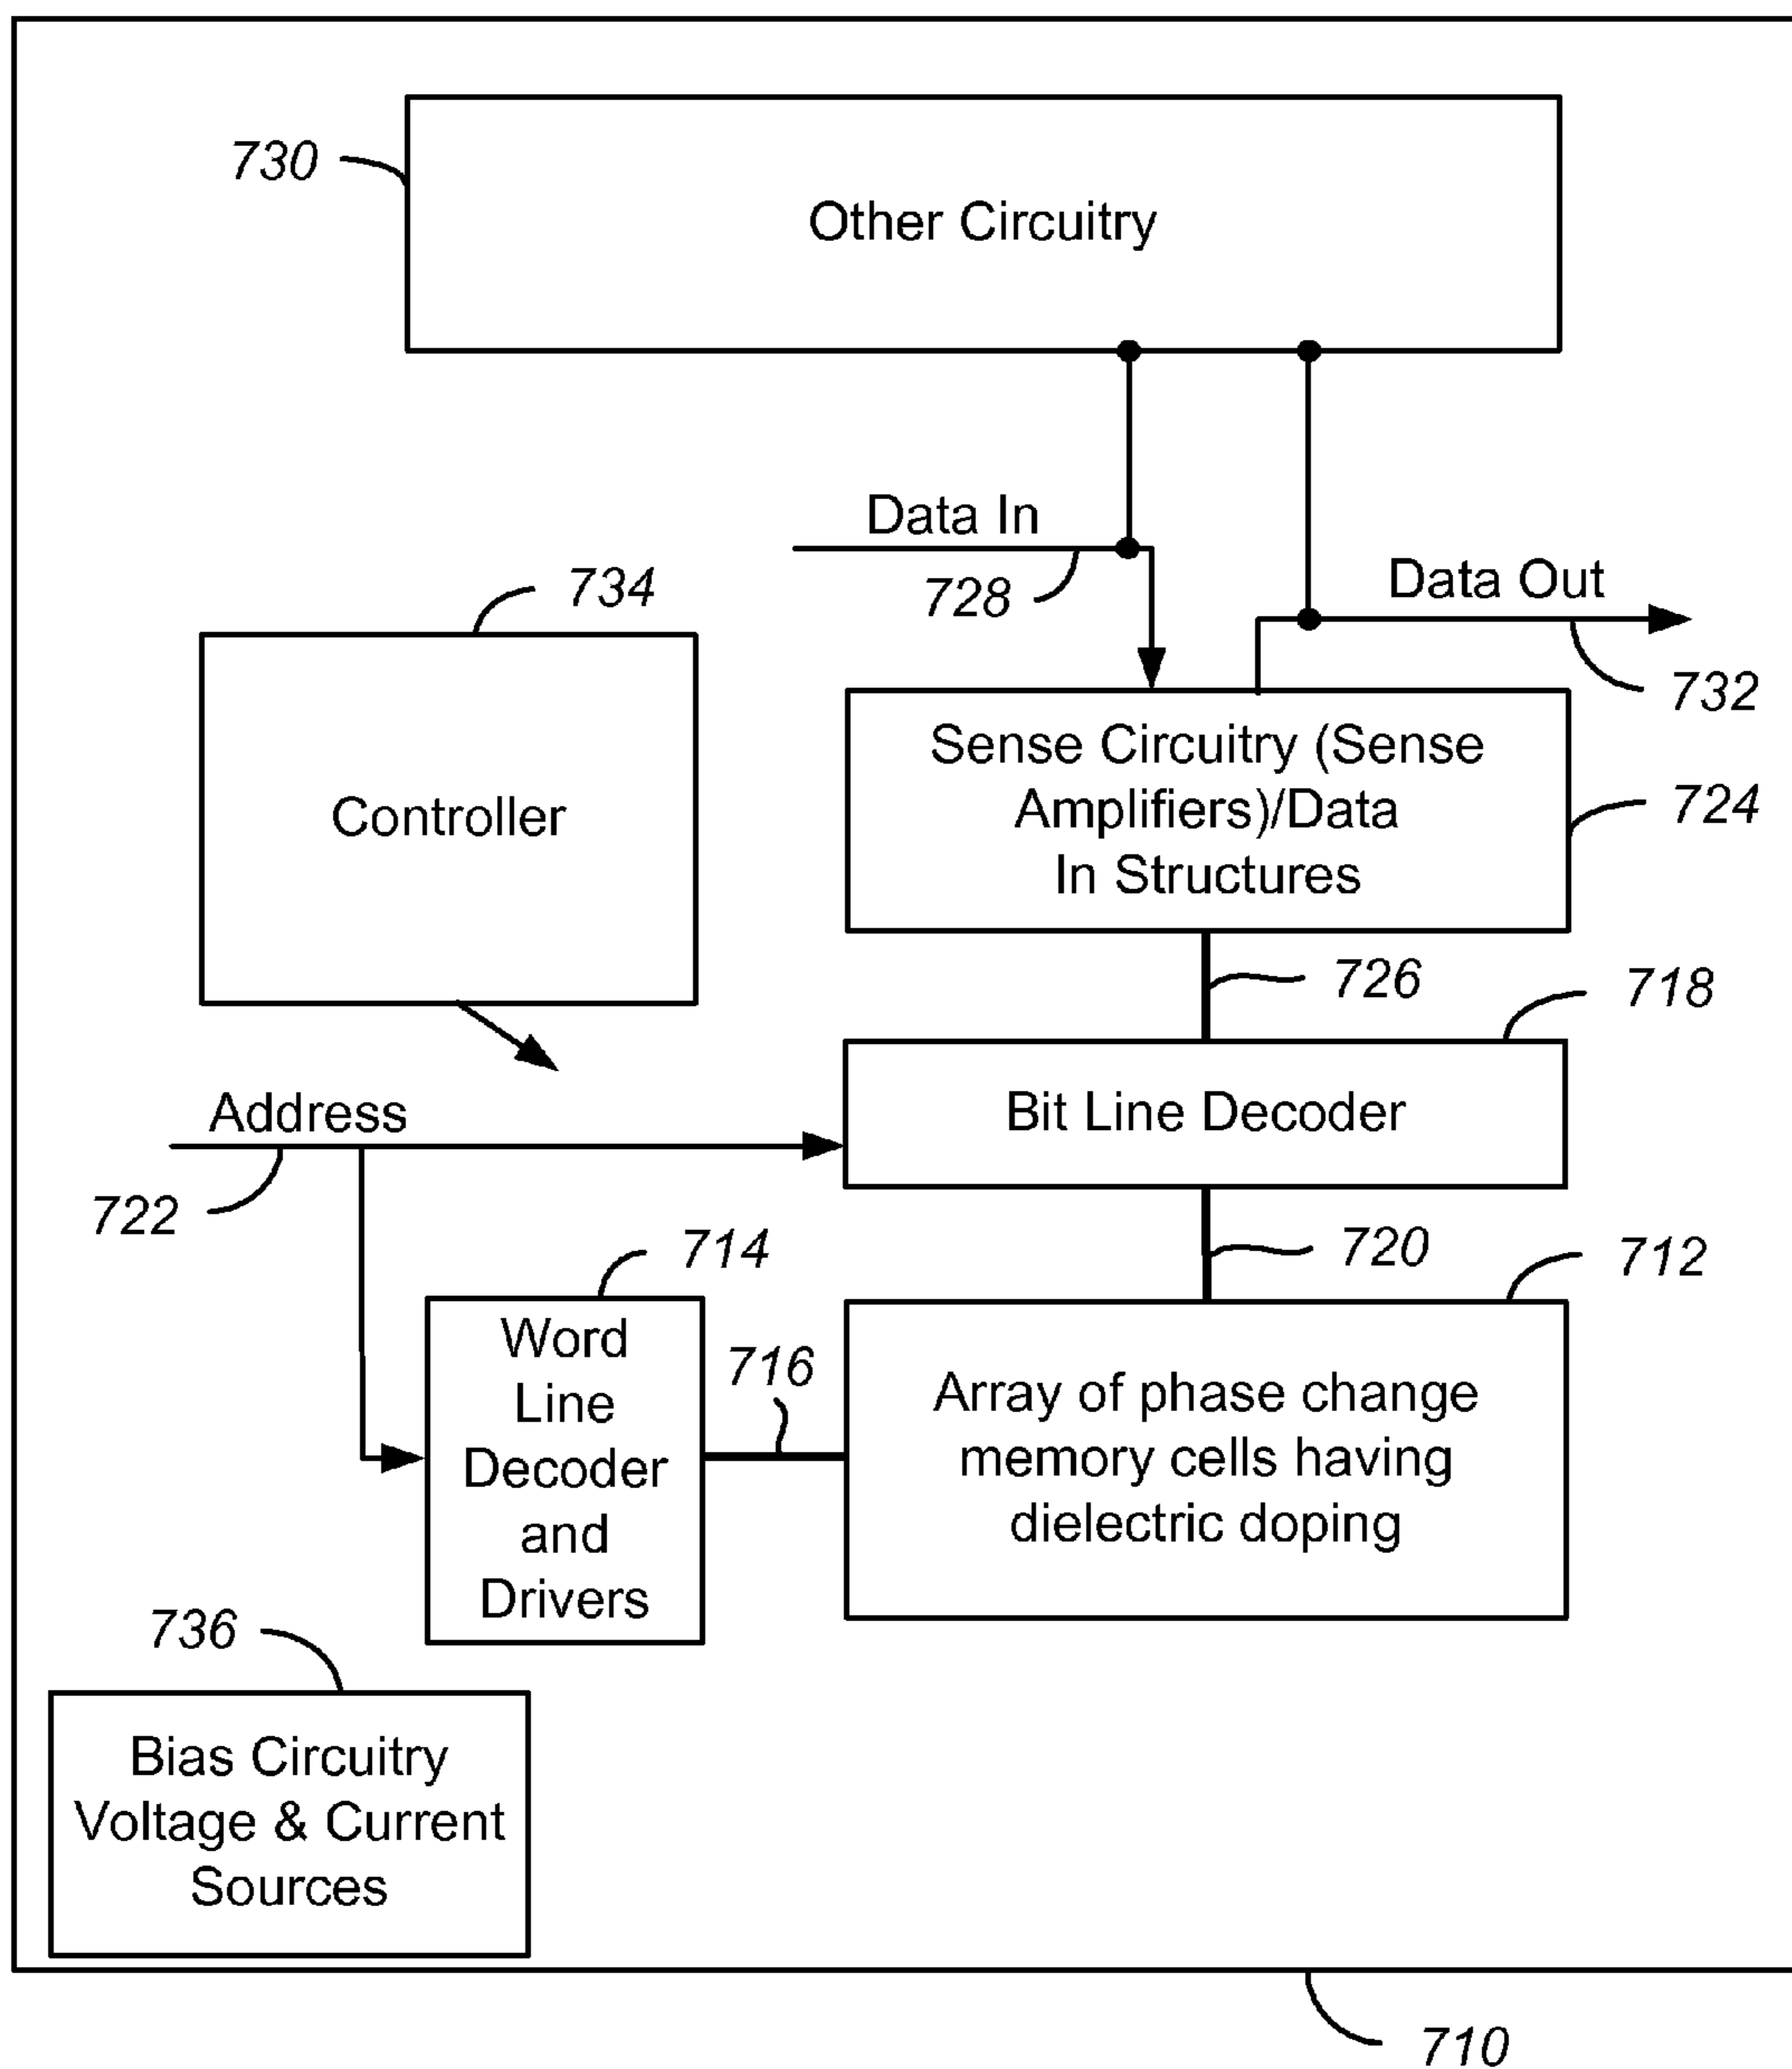 730
Other Circuitry
Data In
728
734
Data Out
732
Controller
Sense Circuitry (Sense
Amplifiers)/Data
In Structures
724
726
718
Address
722
Bit Line Decoder
714
720
712
Word
Line
Decoder
and
Drivers
716
Array of phase change
memory cells having
dielectric doping
736
Bias Circuitry
Voltage & Current
Sources
710